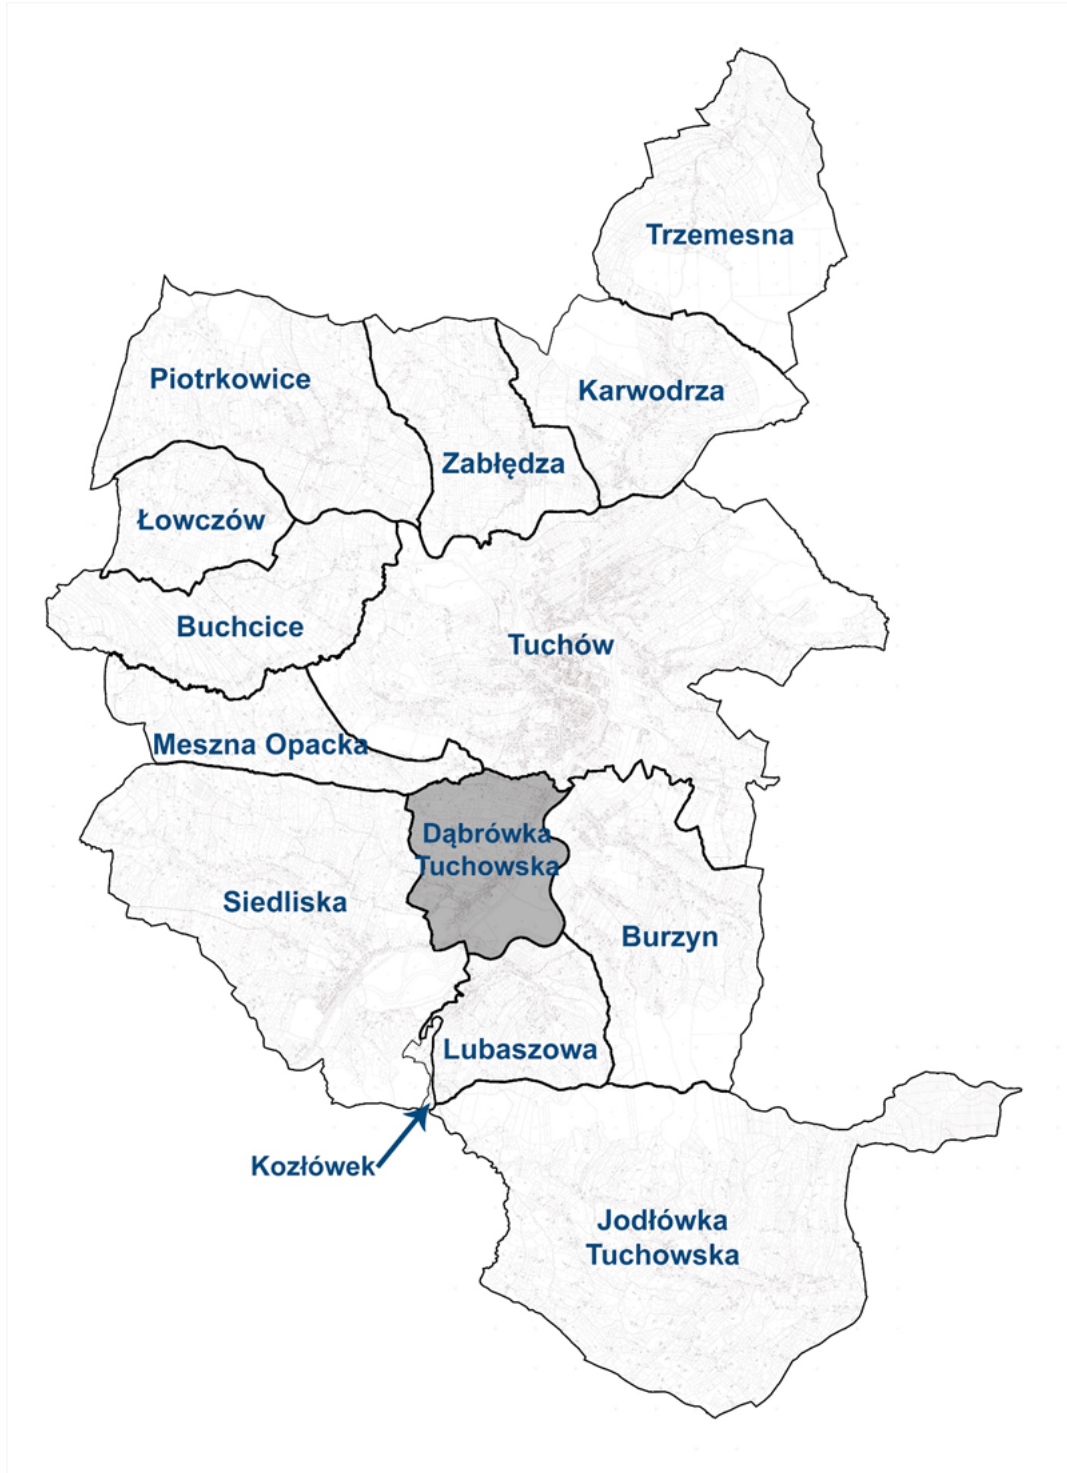 Trzemesna
Piotrkowice
Karwodrza
Zabłędza
Łowczów
Buchcice
Tuchów
Meszna Opacka
Dąbrówka
Tuchowska
Siedliska
Burzyn
Lubaszowa
Kozłówek
Jodłówka
Tuchowska